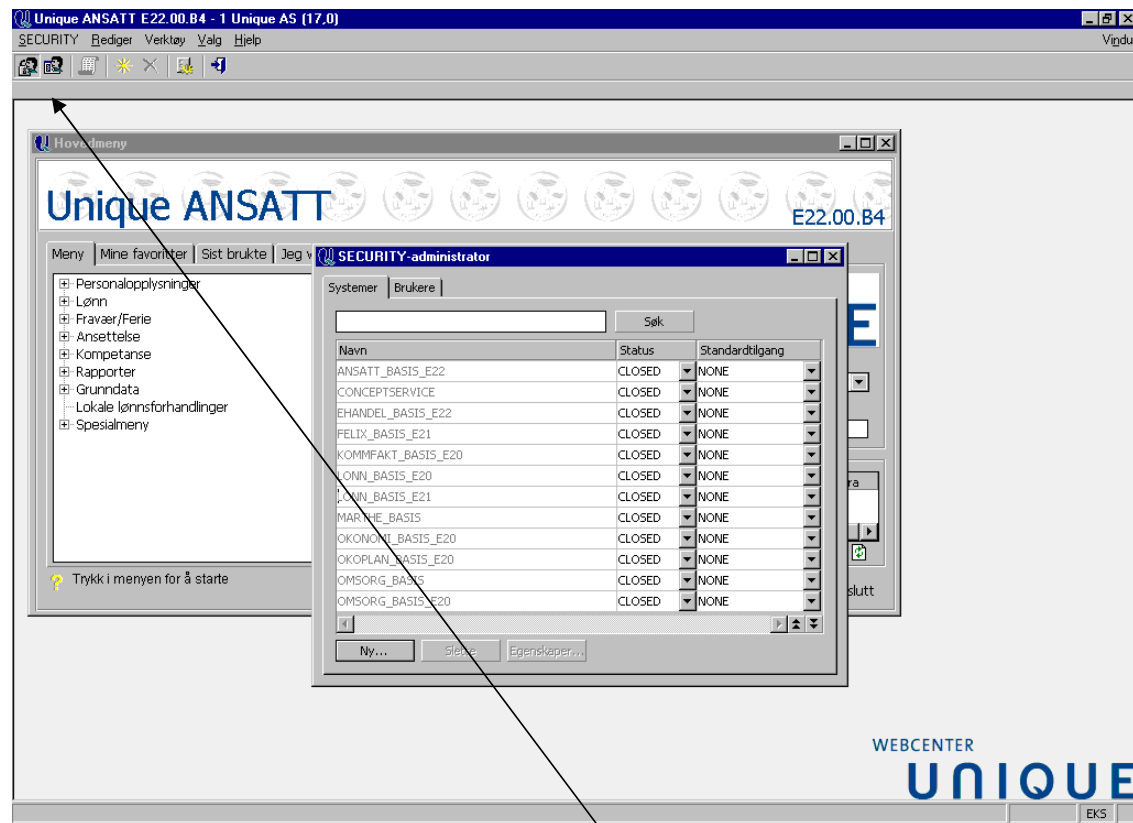 Unique ANSATT E22.00.B4 - 1 Unique AS (17,0)
SECURITY Rediger Verktøy Valg Hjelp Vindu
Hovedmeny
Unique ANSATT
E22.00.B4
Meny Mine favoritter Sist brukte Jeg v
SECURITY-administrator
Personalopplysninger
Lønn
Fravær/Ferie
Ansettelse
Kompetanse
Rapporter
Grunndata
Lokale lønnsforhandlinger
Spesialmeny
Trykk i menyen for å starte
E
ra
slutt
Systemer Brukere
Søk
Navn Status Standardtilgang
ANSATT_BASIS_E22 CLOSED NONE
CONCEPTSERVICE CLOSED NONE
EHANDEL_BASIS_E22 CLOSED NONE
FELIX_BASIS_E21 CLOSED NONE
KOMMFAKT_BASIS_E20 CLOSED NONE
LONN_BASIS_E20 CLOSED NONE
LONN_BASIS_E21 CLOSED NONE
MARTHE_BASIS CLOSED NONE
OKONOMI_BASIS_E20 CLOSED NONE
OKOPLAN_BASIS_E20 CLOSED NONE
OMSORG_BASIS CLOSED NONE
OMSORG_BASIS_E20 CLOSED NONE
Ny... Slette Egenskaper...
WEBCENTER
UNIQUE
EKS